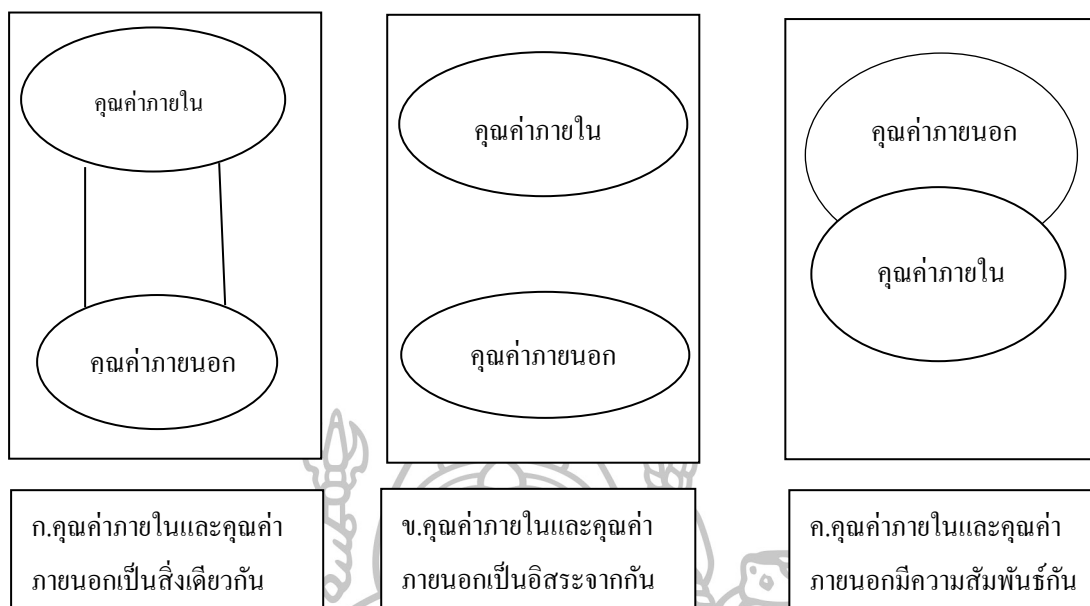 คุณค่าภายใน
คุณค่าภายนอก
คุณค่าภายใน
คุณค่าภายนอก
คุณค่าภายนอก
คุณค่าภายใน
ก.คุณค่าภายในและคุณค่า
ภายนอกเป็นสิ่งเดียวกัน
ข.คุณค่าภายในและคุณค่า
ภายนอกเป็นอิสระจากกัน
ค.คุณค่าภายในและคุณค่า
ภายนอกมีความสัมพันธ์กัน